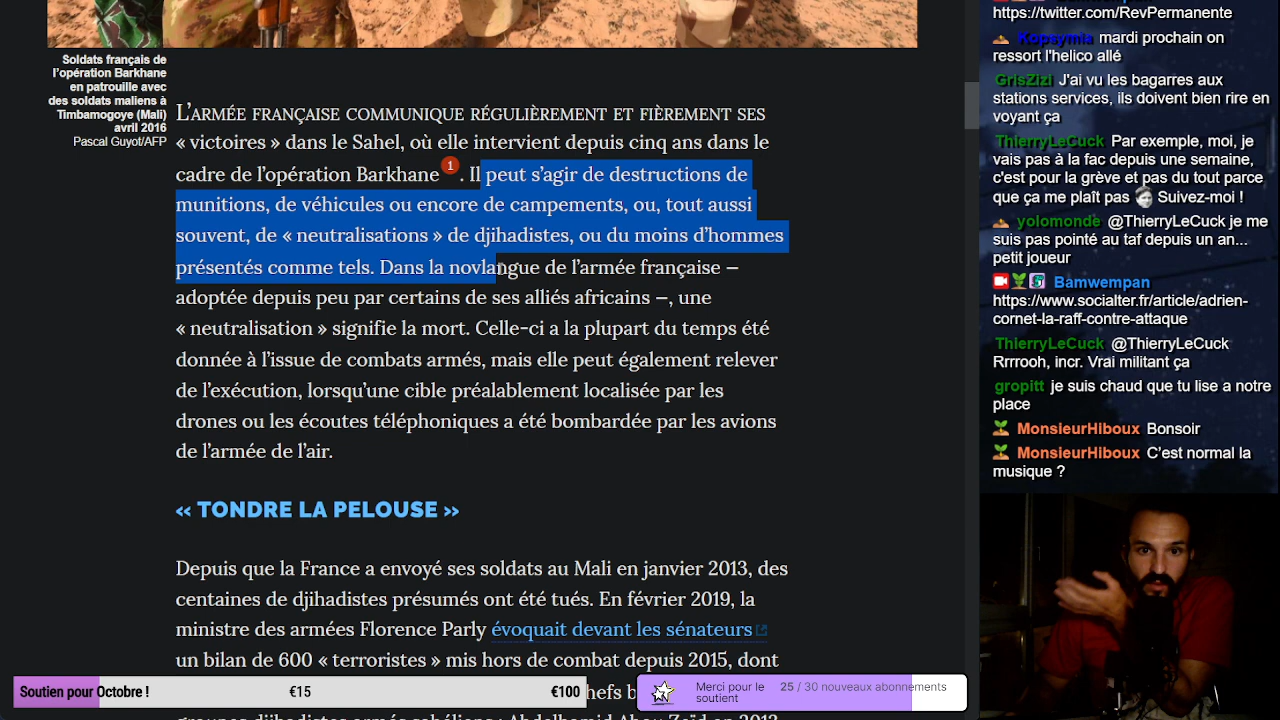 Soldats français de
l'opération Barkhane
en patrouille avec
des soldats maliens à
Timbamogoye (Mali)
avril 2016
Pascal Guyot/AFP
L'armée française communique régulièrement et fièrement ses
« victoires » dans le Sahel, où elle intervient depuis cinq ans dans le
cadre de l'opération Barkhane 1. Il peut s'agir de destructions de
munitions, de véhicules ou encore de campements, ou, tout aussi
souvent, de « neutralisations » de djihadistes, ou du moins d'hommes
présentés comme tels. Dans la novlangue de l'armée française —
adoptée depuis peu par certains de ses alliés africains —, une
« neutralisation » signifie la mort. Celle-ci a la plupart du temps été
donnée à l'issue de combats armés, mais elle peut également relever
de l'exécution, lorsqu'une cible préalablement localisée par les
drones ou les écoutes téléphoniques a été bombardée par les avions
de l'armée de l'air.
« TONDRE LA PELOUSE »
Depuis que la France a envoyé ses soldats au Mali en janvier 2013, des
centaines de djihadistes présumés ont été tués. En février 2019, la
ministre des armées Florence Parly évoquait devant les sénateurs
un bilan de 600 « terroristes » mis hors de combat depuis 2015, dont
Soutien pour Octobre ! €15 €100
Merci pour le
soutien
25 / 30 nouveaux abonnements
https://twitter.com/RevPermanente
Kopsymia mardi prochain on
ressort l'helico allé
GrisZizi J'ai vu les bagarres aux
stations services, ils doivent bien rire en
voyant ça
ThierryLeCuck Par exemple, moi, je
vais pas à la fac depuis une semaine,
c'est pour la grève et pas du tout parce
que ça me plaît pas Suivez-moi !
yolomonde @ThierryLeCuck je me
suis pas pointé au taf depuis un an...
petit joueur
Bamwempan
https://www.socialter.fr/article/adrien-
cornet-la-raff-contre-attaque
ThierryLeCuck @ThierryLeCuck
Rrrrooh, incr. Vrai militant ça
gropitt je suis chaud que tu lise a notre
place
MonsieurHiboux Bonsoir
MonsieurHiboux C'est normal la
musique ?